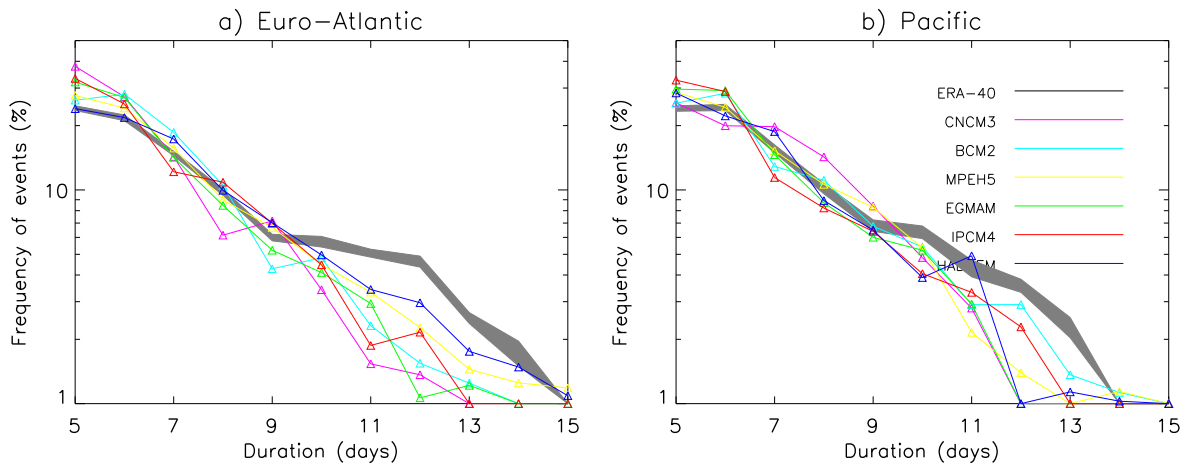 a) Euro-Atlantic
Frequency of events (%)
10
1
5 7 9 11 13 15
Duration (days)
b) Pacific
Frequency of events (%)
10
1
5 7 9 11 13 15
Duration (days)
ERA-40
CNCM3
BCM2
MPEH5
EGMAM
IPCM4